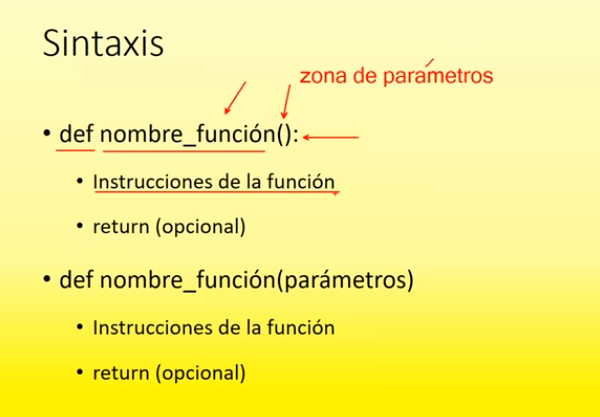 Sintaxis
zona de parámetros
• def nombre_función():
• Instrucciones de la función
• return (opcional)
• def nombre_función(parámetros)
• Instrucciones de la función
• return (opcional)